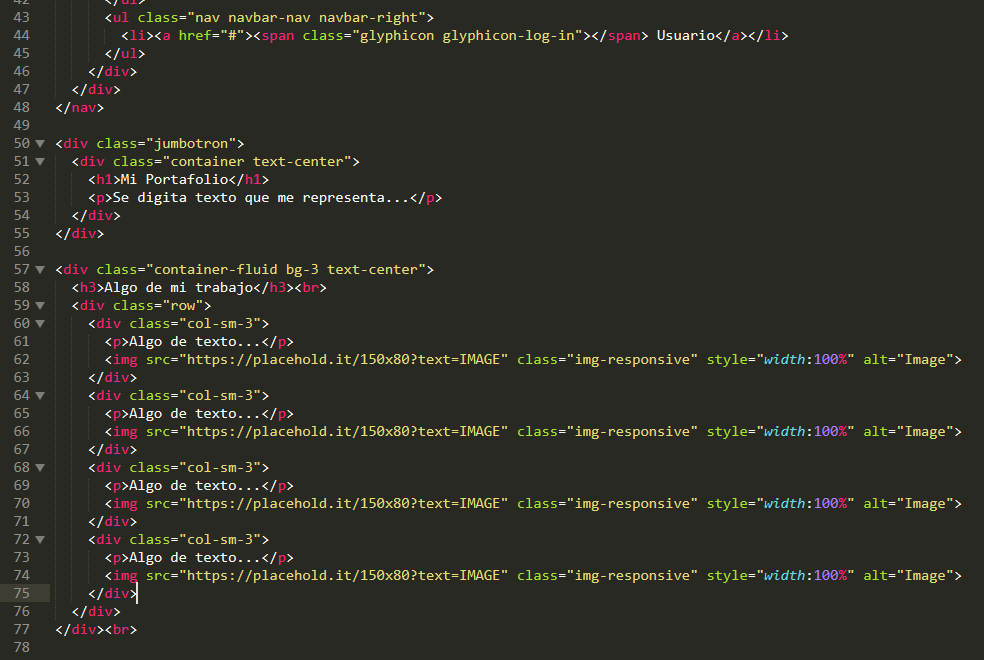 42 </ul>
43 <ul class="nav navbar-nav navbar-right">
44 <li><a href="#"><span class="glyphicon glyphicon-log-in"></span> Usuario</a></li>
45 </ul>
46 </div>
47 </div>
48 </nav>
49
50 <div class="jumbotron">
51 <div class="container text-center">
52 <h1>Mi Portafolio</h1>
53 <p>Se digita texto que me representa...</p>
54 </div>
55 </div>
56
57 <div class="container-fluid bg-3 text-center">
58 <h3>Algo de mi trabajo</h3><br>
59 <div class="row">
60 <div class="col-sm-3">
61 <p>Algo de texto...</p>
62 <img src="https://placehold.it/150x80?text=IMAGE" class="img-responsive" style="width:100%" alt="Image">
63 </div>
64 <div class="col-sm-3">
65 <p>Algo de texto...</p>
66 <img src="https://placehold.it/150x80?text=IMAGE" class="img-responsive" style="width:100%" alt="Image">
67 </div>
68 <div class="col-sm-3">
69 <p>Algo de texto...</p>
70 <img src="https://placehold.it/150x80?text=IMAGE" class="img-responsive" style="width:100%" alt="Image">
71 </div>
72 <div class="col-sm-3">
73 <p>Algo de texto...</p>
74 <img src="https://placehold.it/150x80?text=IMAGE" class="img-responsive" style="width:100%" alt="Image">
75 </div>
76 </div>
77 </div><br>
78